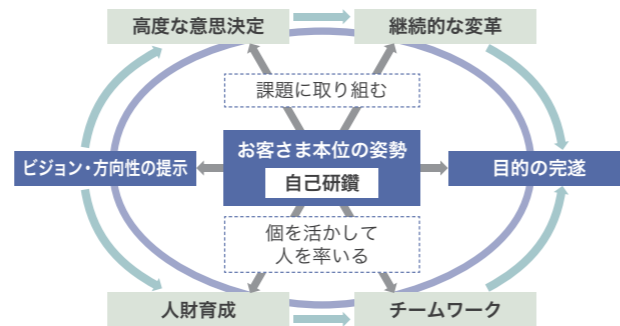 高度な意思決定
継続的な変革
課題に取り組む
お客さま本位の姿勢
自己研鑽
ビジョン・方向性の提示
目的の完遂
個を活かして
人を率いる
人財育成
チームワーク